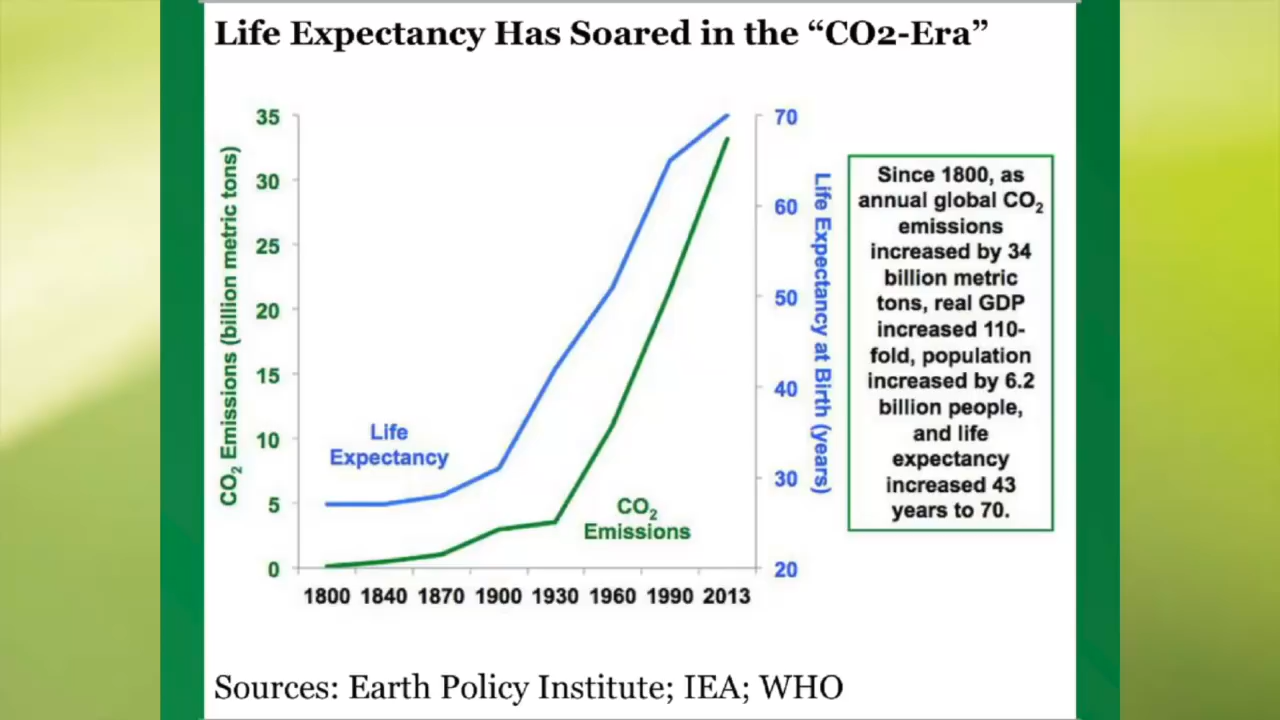 Life Expectancy Has Soared in the “CO2-Era”
35
30
25
20
15
10
5
0
CO₂ Emissions (billion metric tons)
70
60
50
40
30
20
Life Expectancy at Birth (years)
Life
Expectancy
CO₂
Emissions
1800 1840 1870 1900 1930 1960 1990 2013
Since 1800, as
annual global CO₂
emissions
increased by 34
billion metric
tons, real GDP
increased 110-
fold, population
increased by 6.2
billion people,
and life
expectancy
increased 43
years to 70.
Sources: Earth Policy Institute; IEA; WHO